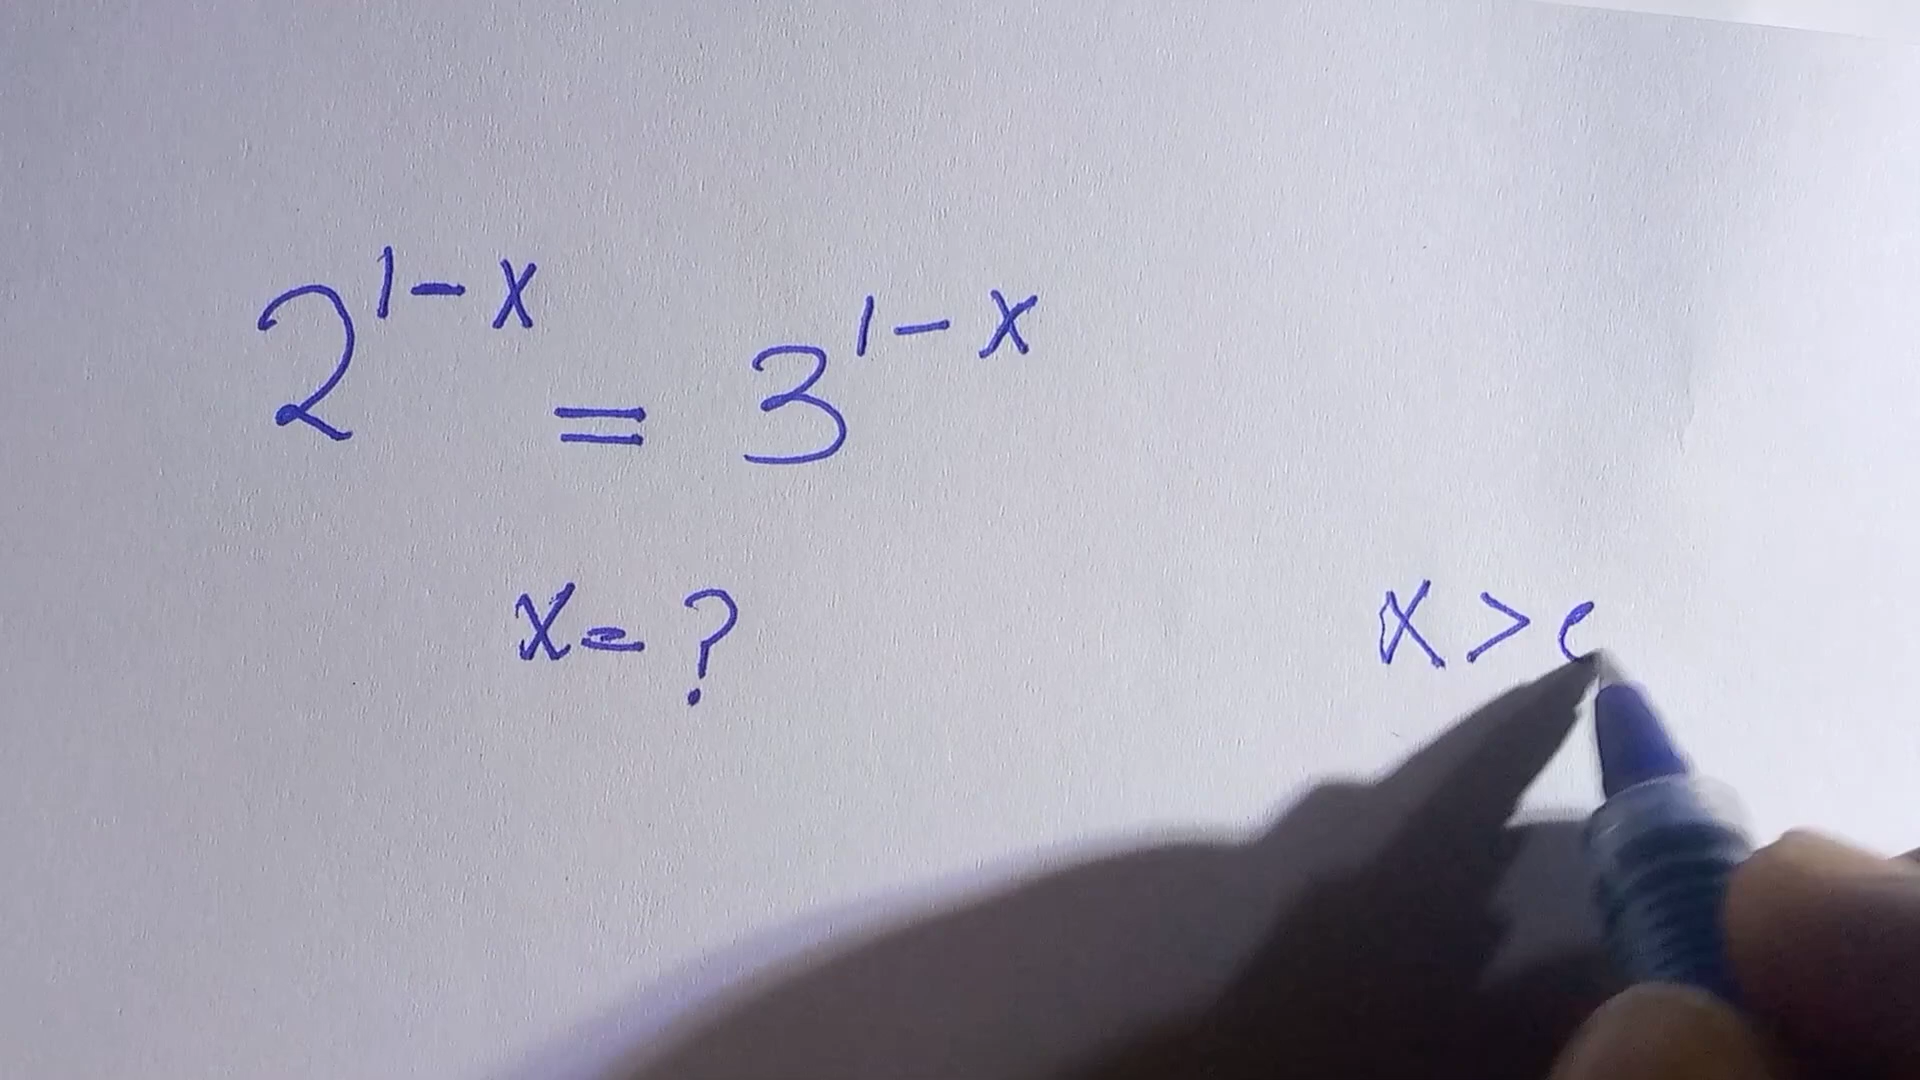 2^{1-x} = 3^{1-x}
x = ?
x >